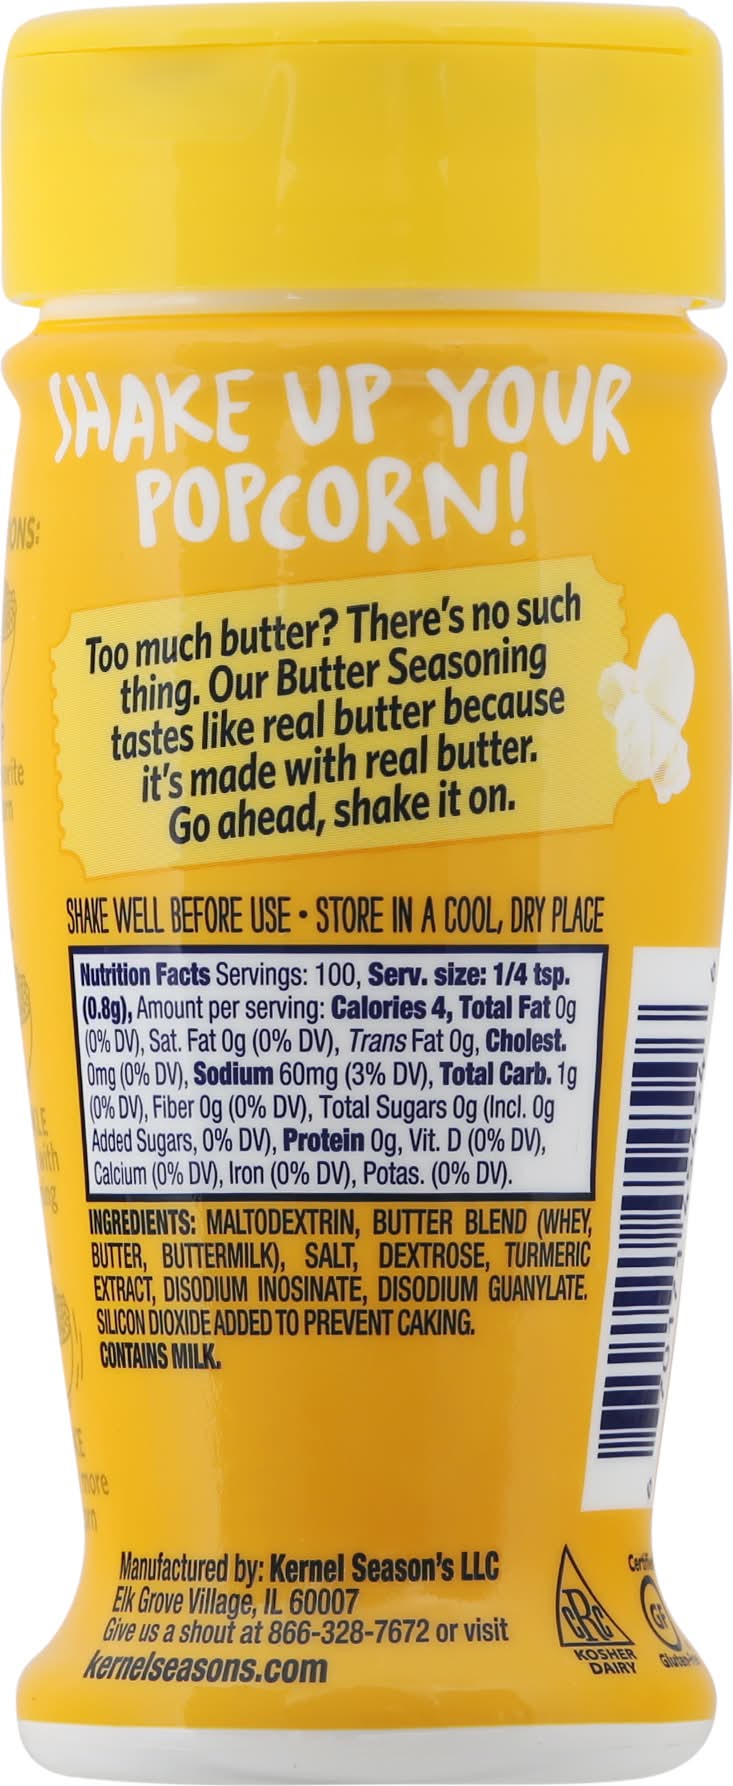 SHAKE UP YOUR
POPCORN!
Too much butter? There's no such
thing. Our Butter Seasoning
tastes like real butter because
it's made with real butter.
Go ahead, shake it on.
SHAKE WELL BEFORE USE • STORE IN A COOL, DRY PLACE
Nutrition Facts Servings: 100, Serv. size: 1/4 tsp.
(0.8g), Amount per serving: Calories 4, Total Fat 0g
(0% DV), Sat. Fat 0g (0% DV), Trans Fat 0g, Cholest.
0mg (0% DV), Sodium 60mg (3% DV), Total Carb. 1g
(0% DV), Fiber 0g (0% DV), Total Sugars 0g (Incl. 0g
Added Sugars, 0% DV), Protein 0g, Vit. D (0% DV),
Calcium (0% DV), Iron (0% DV), Potas. (0% DV).
INGREDIENTS: MALTODEXTRIN, BUTTER BLEND (WHEY,
BUTTER, BUTTERMILK), SALT, DEXTROSE, TURMERIC
EXTRACT, DISODIUM INOSINATE, DISODIUM GUANYLATE.
SILICON DIOXIDE ADDED TO PREVENT CAKING.
CONTAINS MILK.
Manufactured by: Kernel Season's LLC
Elk Grove Village, IL 60007
Give us a shout at 866-328-7672 or visit
kernelseasons.com
cRc
KOSHER
DAIRY
GF